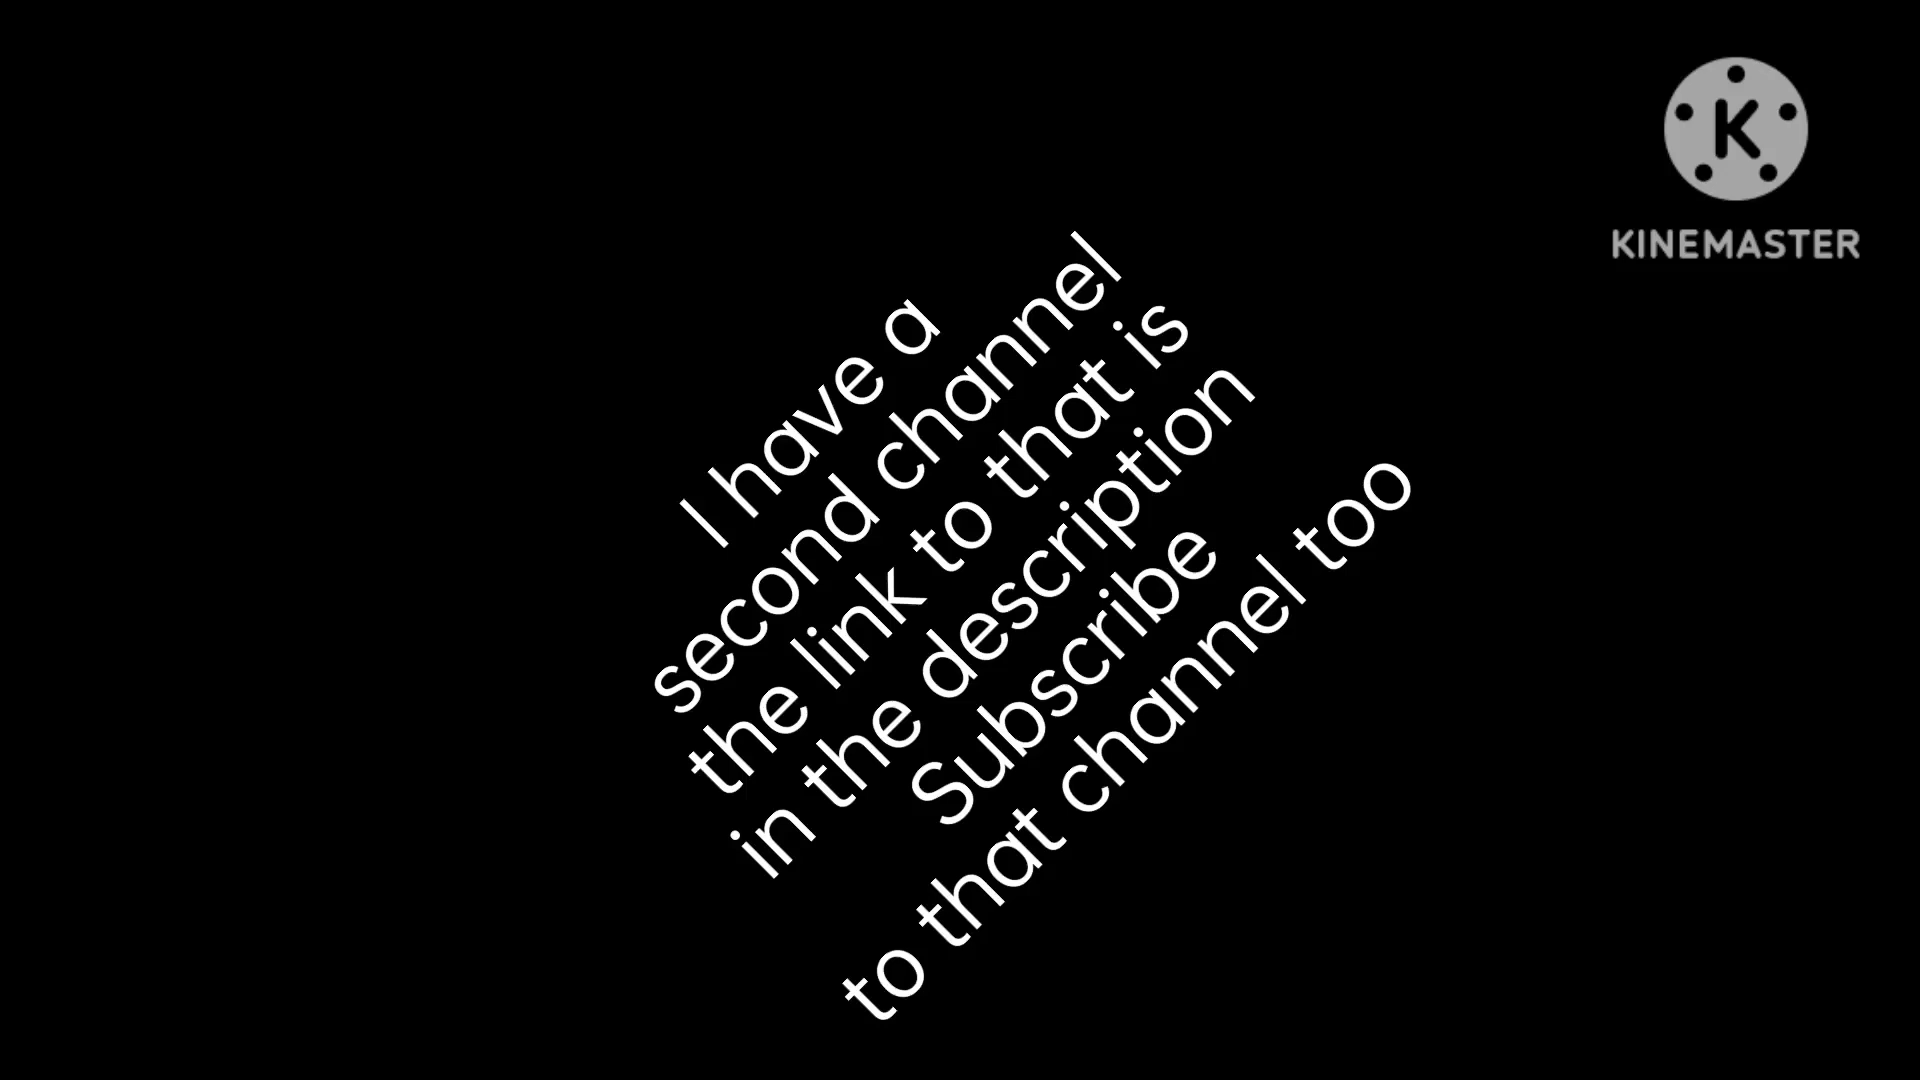 I have a
second channel
the link to that is
in the description
Subscribe
to that channel too
K
KINEMASTER